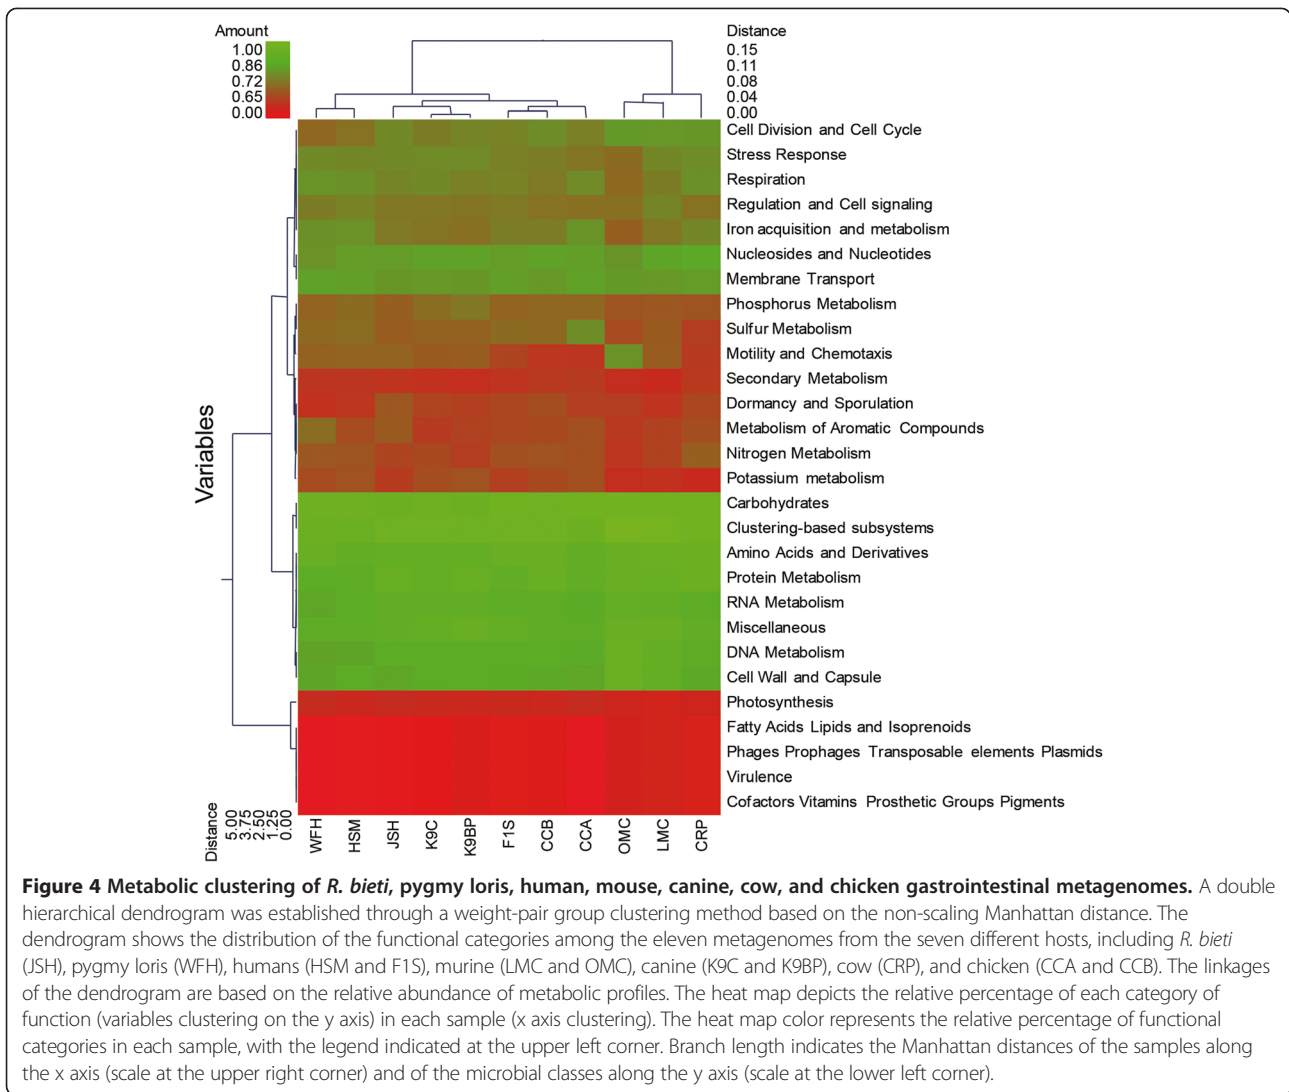 Amount
1.00
0.86
0.72
0.65
0.00
Distance
0.15
0.11
0.08
0.04
0.00
Variables
Cell Division and Cell Cycle
Stress Response
Respiration
Regulation and Cell signaling
Iron acquisition and metabolism
Nucleosides and Nucleotides
Membrane Transport
Phosphorus Metabolism
Sulfur Metabolism
Motility and Chemotaxis
Secondary Metabolism
Dormancy and Sporulation
Metabolism of Aromatic Compounds
Nitrogen Metabolism
Potassium metabolism
Carbohydrates
Clustering-based subsystems
Amino Acids and Derivatives
Protein Metabolism
RNA Metabolism
Miscellaneous
DNA Metabolism
Cell Wall and Capsule
Photosynthesis
Fatty Acids Lipids and Isoprenoids
Phages Prophages Transposable elements Plasmids
Virulence
Cofactors Vitamins Prosthetic Groups Pigments
Distance
5.00
3.75
2.50
1.25
0.00
WFH
HSM
JSH
K9C
K9BP
F1S
CCB
CCA
OMC
LMC
CRP
Figure 4 Metabolic clustering of R. bieti, pygmy loris, human, mouse, canine, cow, and chicken gastrointestinal metagenomes. A double
hierarchical dendrogram was established through a weight-pair group clustering method based on the non-scaling Manhattan distance. The
dendrogram shows the distribution of the functional categories among the eleven metagenomes from the seven different hosts, including R. bieti
(JSH), pygmy loris (WFH), humans (HSM and F1S), murine (LMC and OMC), canine (K9C and K9BP), cow (CRP), and chicken (CCA and CCB). The linkages
of the dendrogram are based on the relative abundance of metabolic profiles. The heat map depicts the relative percentage of each category of
function (variables clustering on the y axis) in each sample (x axis clustering). The heat map color represents the relative percentage of functional
categories in each sample, with the legend indicated at the upper left corner. Branch length indicates the Manhattan distances of the samples along
the x axis (scale at the upper right corner) and of the microbial classes along the y axis (scale at the lower left corner).